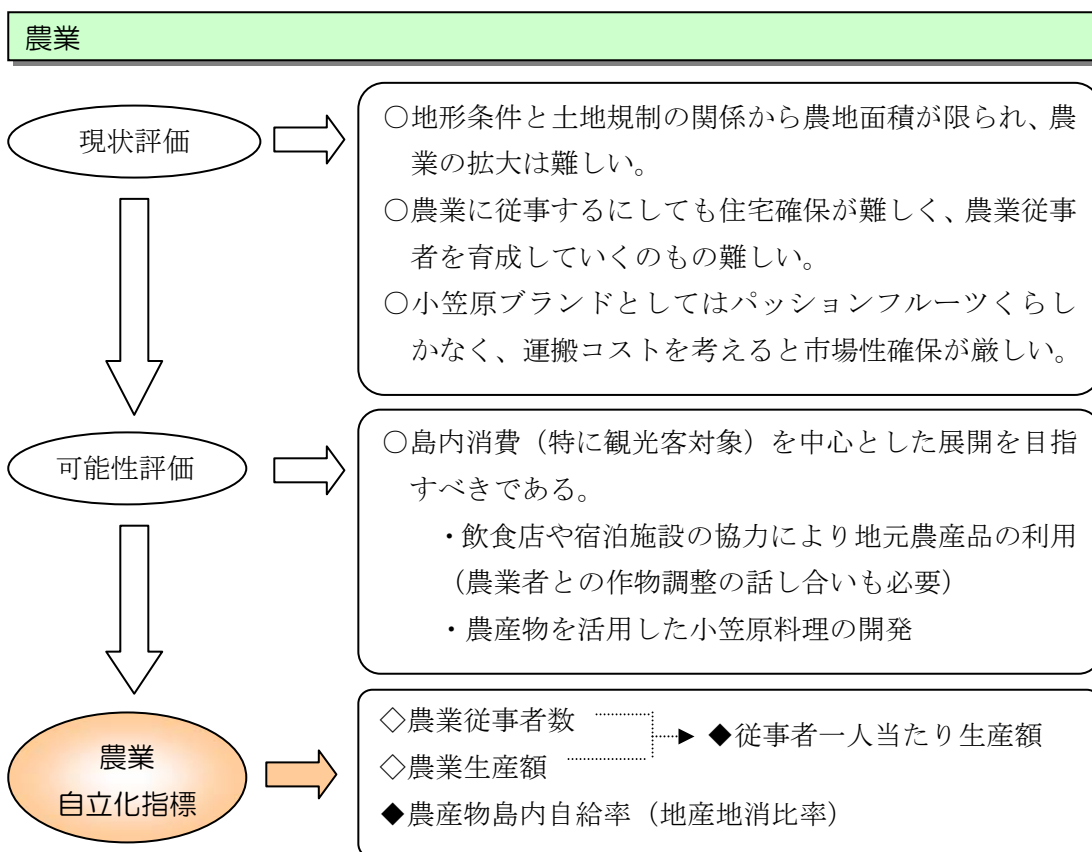 農業
現状評価
○地形条件と土地規制の関係から農地面積が限られ、農
業の拡大は難しい。
○農業に従事するにしても住宅確保が難しく、農業従事
者を育成していくのもの難しい。
○小笠原ブランドとしてはパッションフルーツくらし
かなく、運搬コストを考えると市場性確保が厳しい。
可能性評価
○島内消費（特に観光客対象）を中心とした展開を目指
すべきである。
・飲食店や宿泊施設の協力により地元農産品の利用
（農業者との作物調整の話し合いも必要）
・農産物を活用した小笠原料理の開発
農業
自立化指標
◇農業従事者数
◇農業生産額
◆従事者一人当たり生産額
◆農産物島内自給率（地産地消比率）